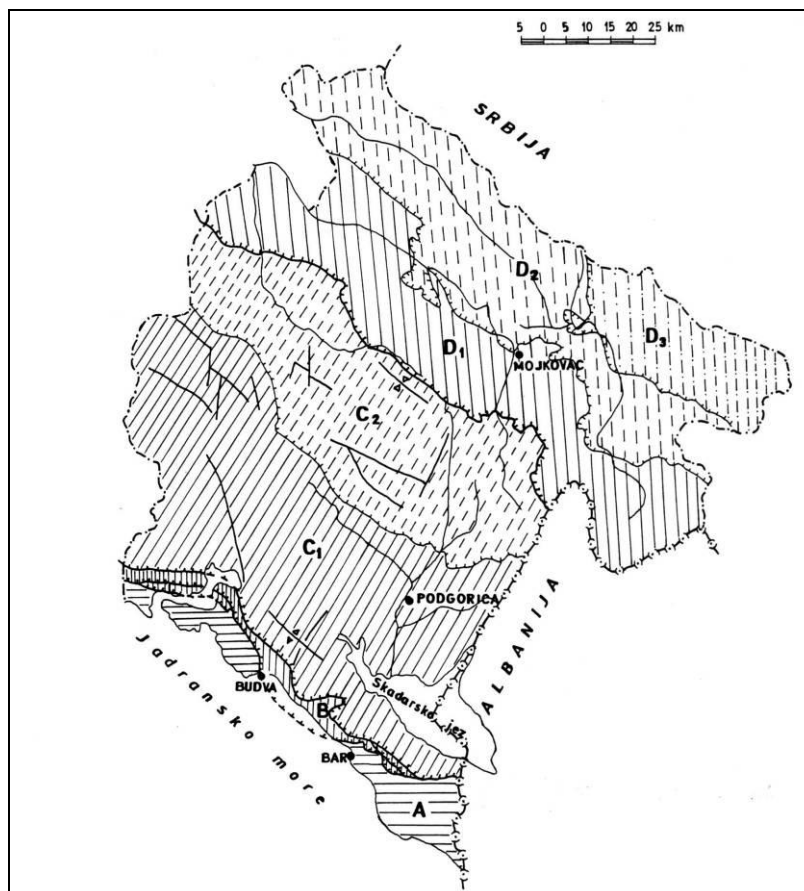 5 0 5 10 15 20 25 km
SRBIJA
D2
D3
D1
MOJKOVAC
C2
C1
PODGORICA
ALBANIJA
Skadarsko jez.
BUDVA
B
Jadransko more
BAR
A